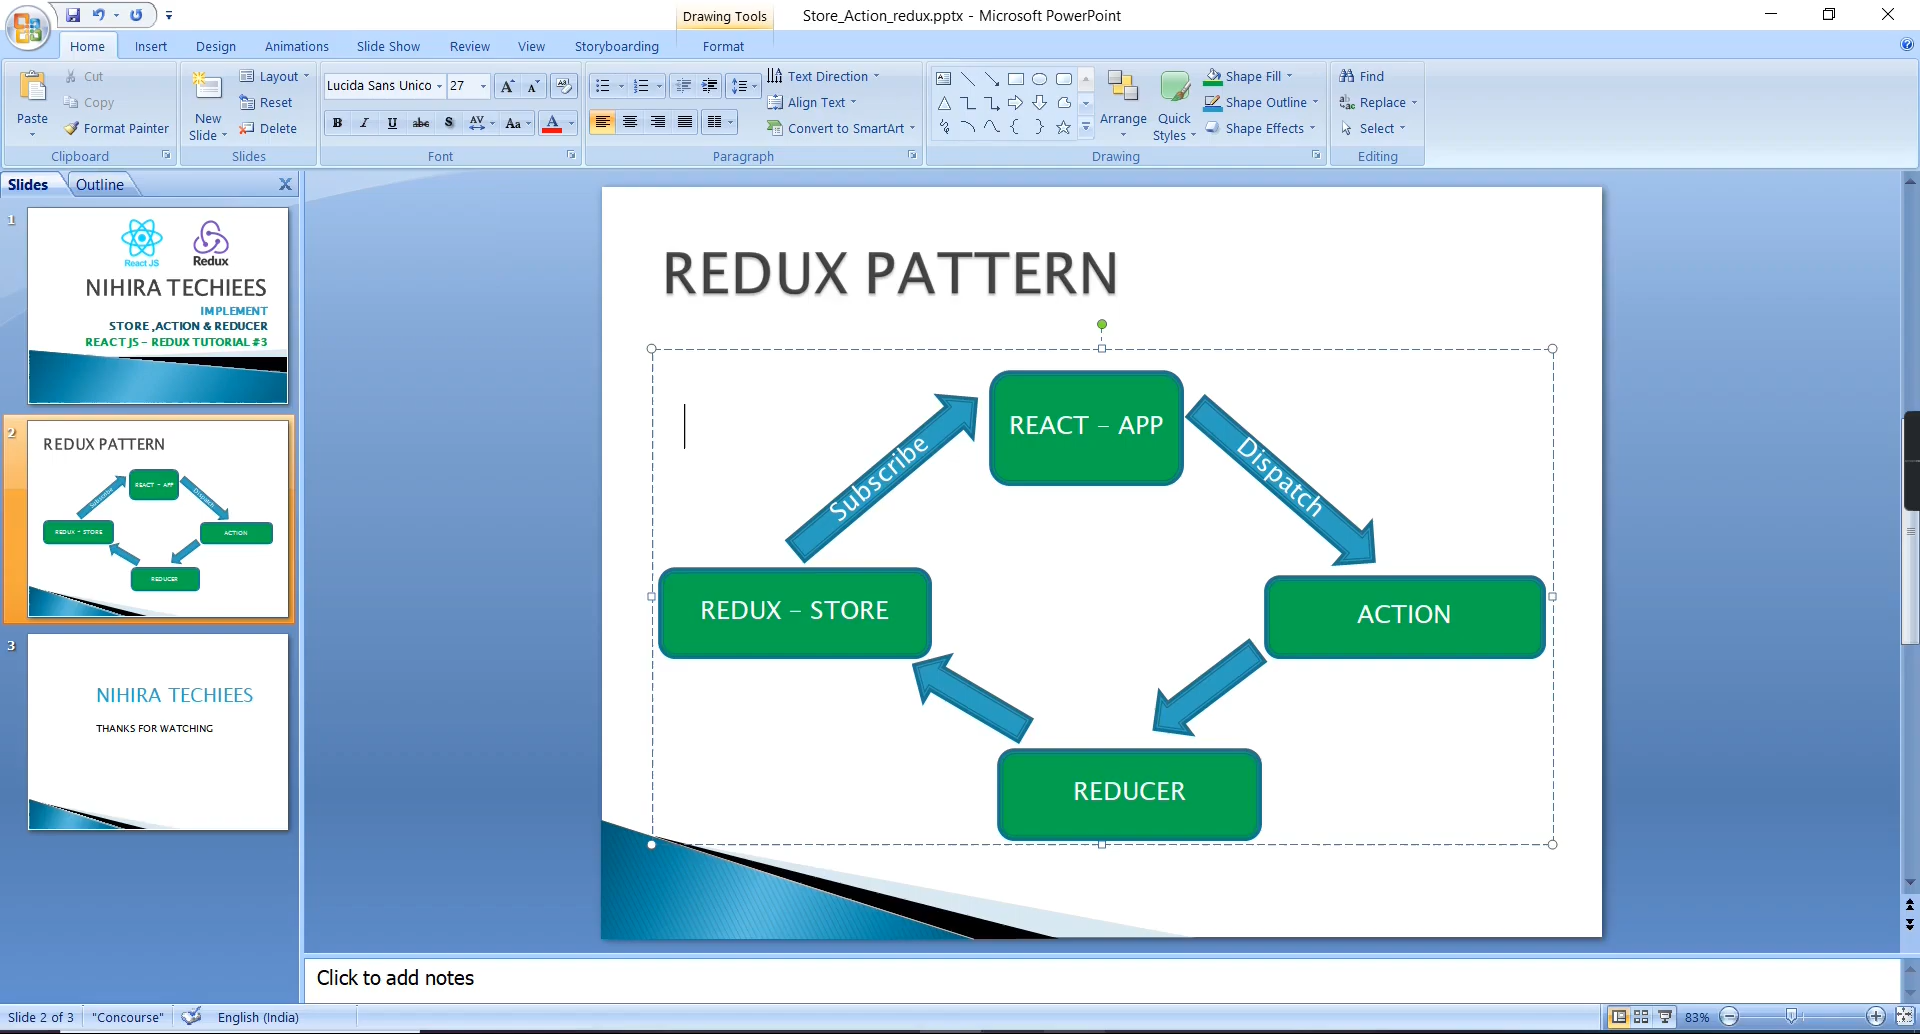 Drawing Tools
Store_Action_redux.pptx - Microsoft PowerPoint
Home Insert Design Animations Slide Show Review View Storyboarding Format
Paste
Cut
Copy
Format Painter
Clipboard
New
Slide
Layout
Reset
Delete
Slides
Lucida Sans Unico 27
B I U abc S AV Aa A
Font
Text Direction
Align Text
Convert to SmartArt
Paragraph
Arrange
Quick
Styles
Shape Fill
Shape Outline
Shape Effects
Drawing
Find
Replace
Select
Editing
Slides Outline
1
React JS
Redux
NIHIRA TECHIEES
IMPLEMENT
STORE ,ACTION & REDUCER
REACT JS – REDUX TUTORIAL #3
2
REDUX PATTERN
REACT – APP
Subscribe
Dispatch
REDUX – STORE
ACTION
REDUCER
3
NIHIRA TECHIEES
THANKS FOR WATCHING
REDUX PATTERN
REACT – APP
Subscribe
Dispatch
REDUX – STORE
ACTION
REDUCER
Click to add notes
Slide 2 of 3 "Concourse" English (India) 83%